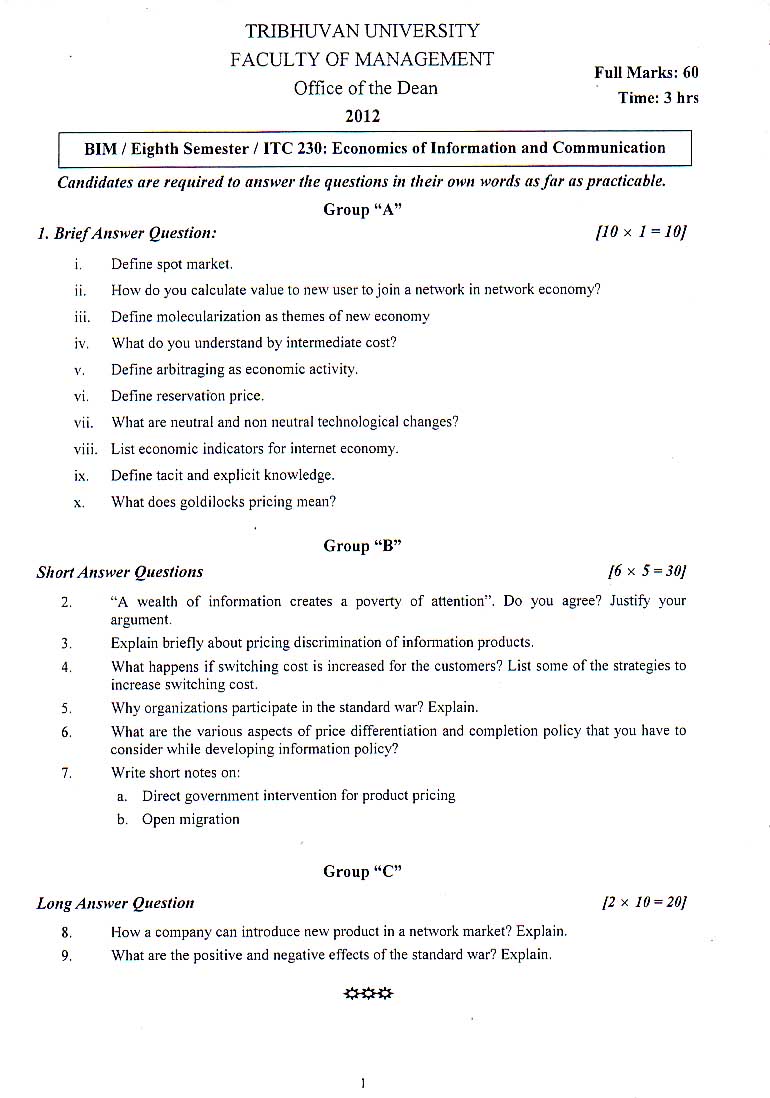 TRIBHUVAN UNIVERSITY
FACULTY OF MANAGEMENT
Office of the Dean
2012
Full Marks: 60
Time: 3 hrs
BIM / Eighth Semester / ITC 230: Economics of Information and Communication
Candidates are required to answer the questions in their own words as far as practicable.
Group “A”
1. Brief Answer Question: [10 × 1 = 10]
i. Define spot market.
ii. How do you calculate value to new user to join a network in network economy?
iii. Define molecularization as themes of new economy
iv. What do you understand by intermediate cost?
v. Define arbitraging as economic activity.
vi. Define reservation price.
vii. What are neutral and non neutral technological changes?
viii. List economic indicators for internet economy.
ix. Define tacit and explicit knowledge.
x. What does goldilocks pricing mean?
Group “B”
Short Answer Questions [6 × 5 = 30]
2. “A wealth of information creates a poverty of attention”. Do you agree? Justify your
argument.
3. Explain briefly about pricing discrimination of information products.
4. What happens if switching cost is increased for the customers? List some of the strategies to
increase switching cost.
5. Why organizations participate in the standard war? Explain.
6. What are the various aspects of price differentiation and completion policy that you have to
consider while developing information policy?
7. Write short notes on:
a. Direct government intervention for product pricing
b. Open migration
Group “C”
Long Answer Question [2 × 10 = 20]
8. How a company can introduce new product in a network market? Explain.
9. What are the positive and negative effects of the standard war? Explain.
1